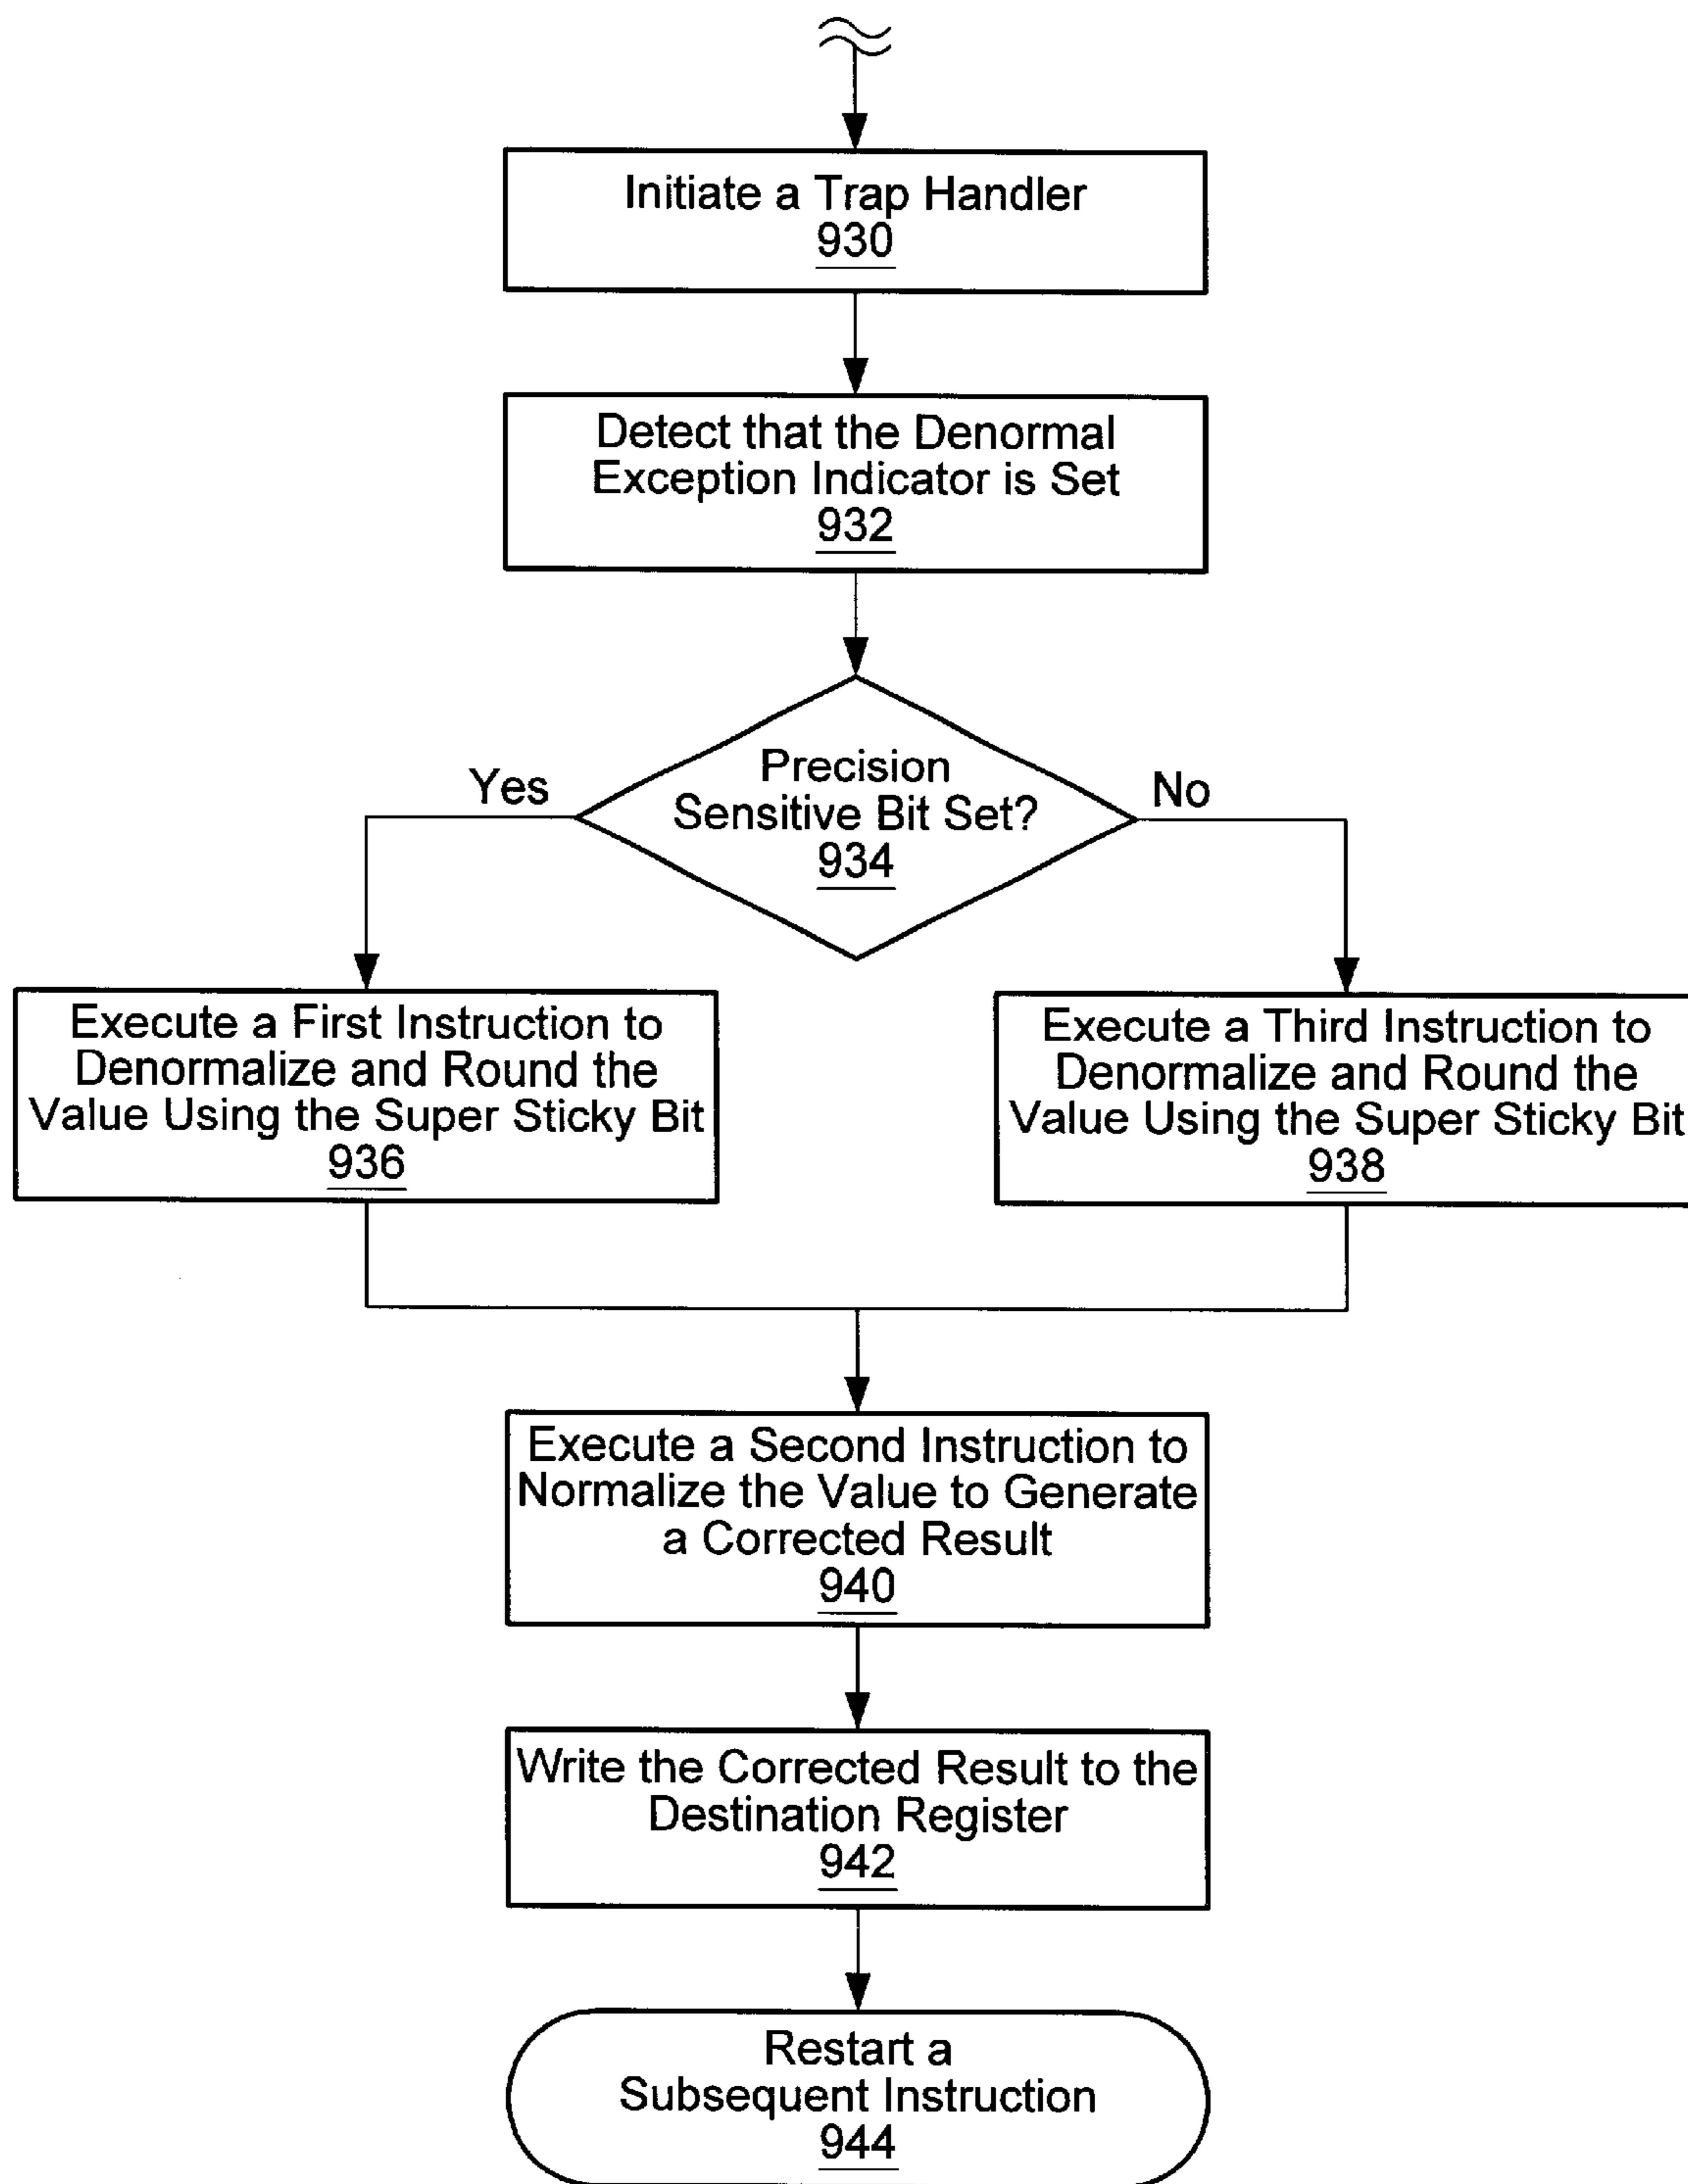 Initiate a Trap Handler
930
Detect that the Denormal
Exception Indicator is Set
932
Precision
Sensitive Bit Set?
934
Yes
No
Execute a First Instruction to
Denormalize and Round the
Value Using the Super Sticky Bit
936
Execute a Third Instruction to
Denormalize and Round the
Value Using the Super Sticky Bit
938
Execute a Second Instruction to
Normalize the Value to Generate
a Corrected Result
940
Write the Corrected Result to the
Destination Register
942
Restart a
Subsequent Instruction
944